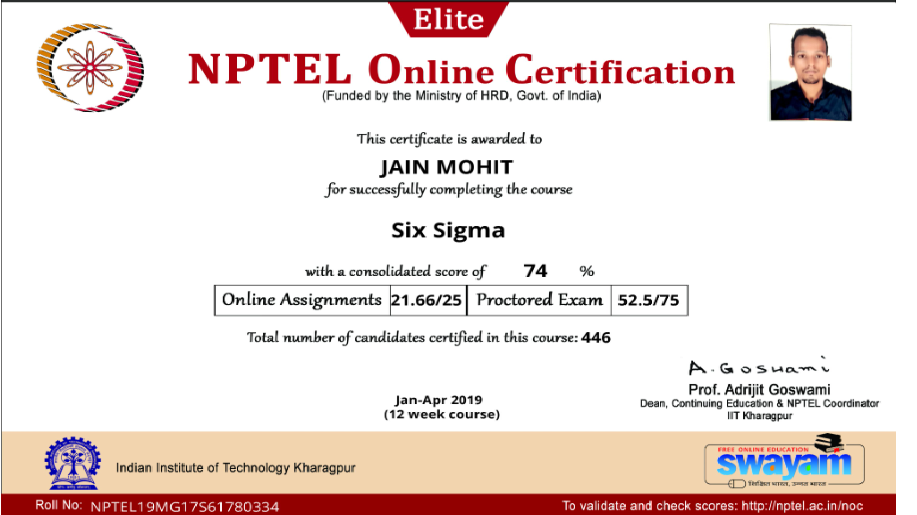 Elite
NPTEL Online Certification
(Funded by the Ministry of HRD, Govt. of India)
This certificate is awarded to
JAIN MOHIT
for successfully completing the course
Six Sigma
with a consolidated score of 74 %
Online Assignments 21.66/25 Proctored Exam 52.5/75
Total number of candidates certified in this course: 446
A. Goswami
Prof. Adrijit Goswami
Dean, Continuing Education & NPTEL Coordinator
IIT Kharagpur
Jan-Apr 2019
(12 week course)
Indian Institute of Technology Kharagpur
FREE ONLINE EDUCATION
swayam
शिक्षित भारत, उन्नत भारत
Roll No: NPTEL19MG17S61780334
To validate and check scores: http://nptel.ac.in/noc